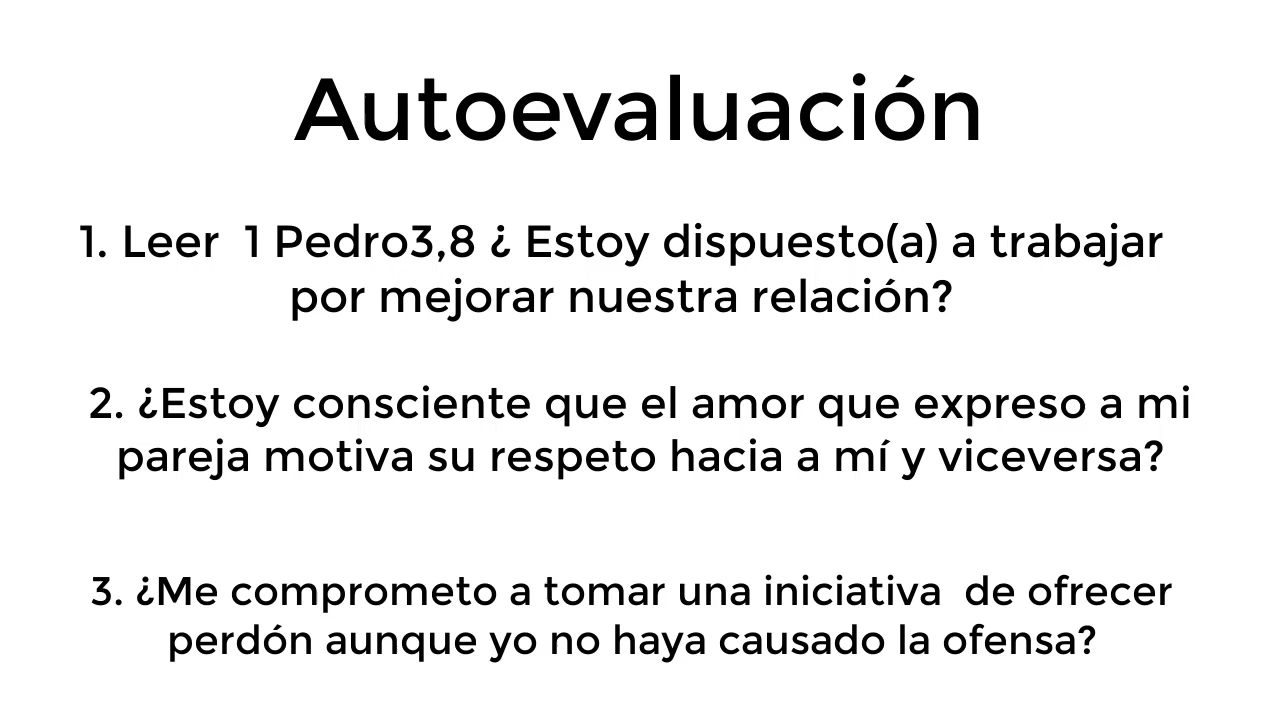 Autoevaluación
1. Leer  1 Pedro3,8 ¿ Estoy dispuesto(a) a trabajar
por mejorar nuestra relación?
2. ¿Estoy consciente que el amor que expreso a mi
pareja motiva su respeto hacia a mí y viceversa?
3. ¿Me comprometo a tomar una iniciativa  de ofrecer
perdón aunque yo no haya causado la ofensa?